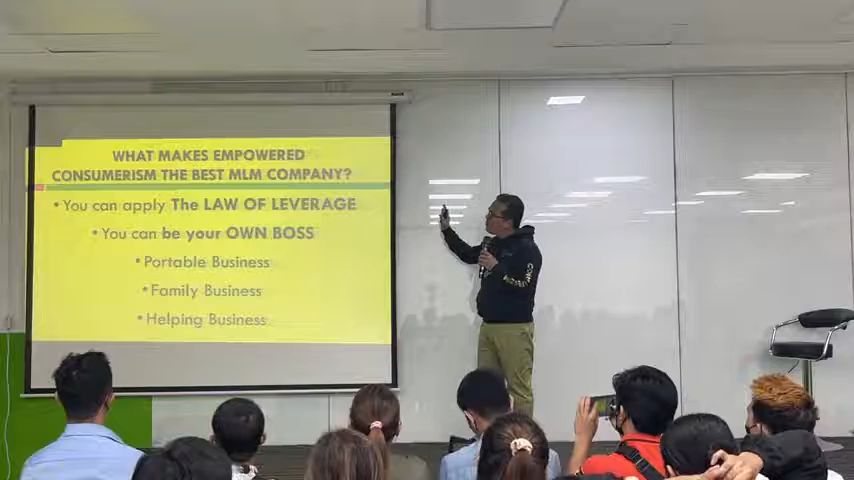 WHAT MAKES EMPOWERED
CONSUMERISM THE BEST MLM COMPANY?
• You can apply The LAW OF LEVERAGE
• You can be your OWN BOSS
• Portable Business
• Family Business
• Helping Business